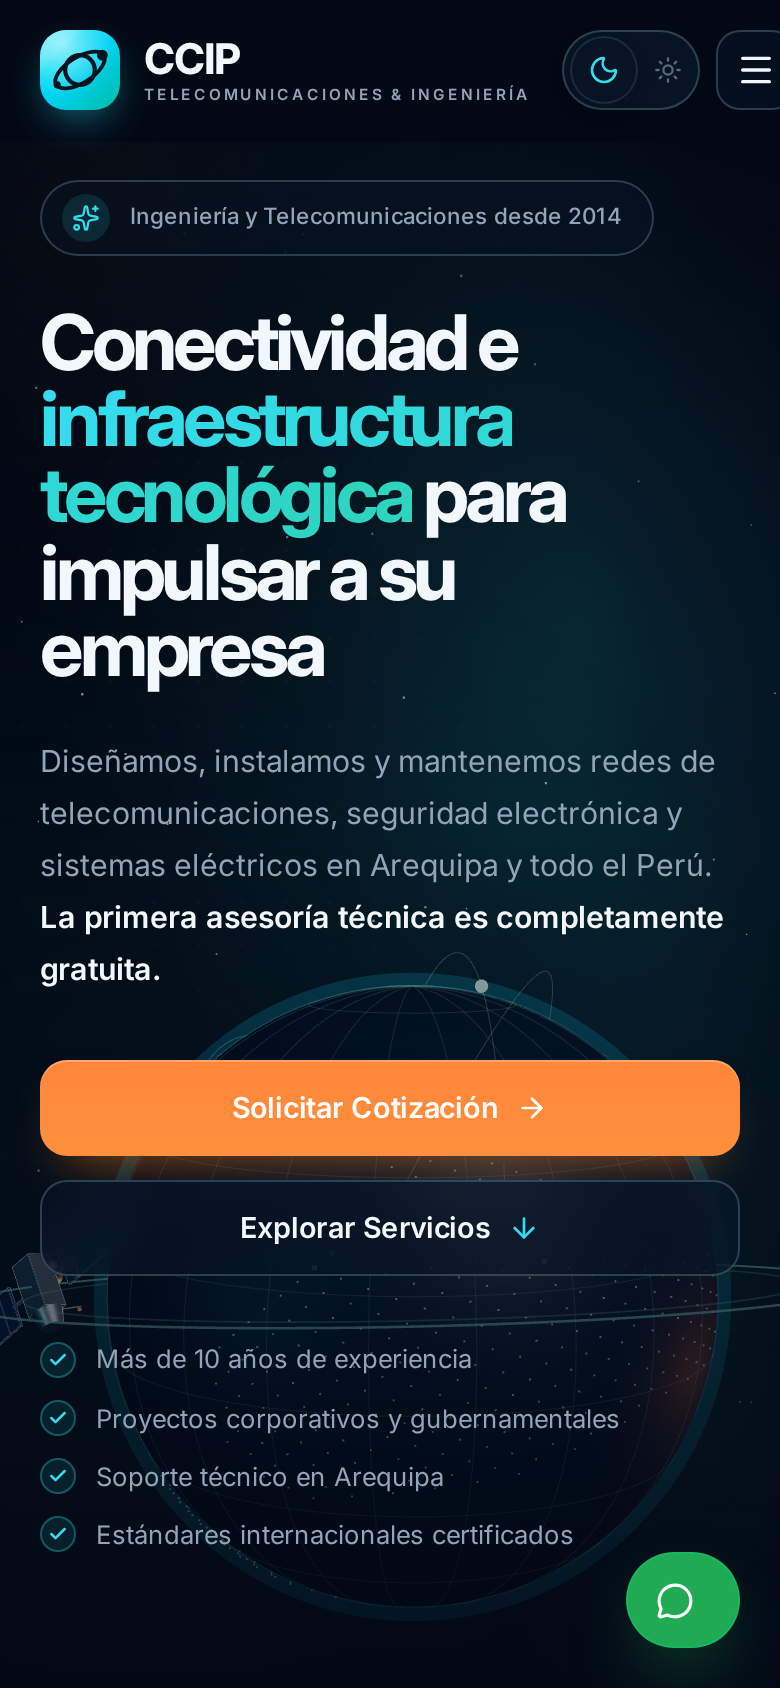 CCIP
TELECOMUNICACIONES & INGENIERÍA
Ingeniería y Telecomunicaciones desde 2014
Conectividad e
infraestructura
tecnológica para
impulsar a su
empresa
Diseñamos, instalamos y mantenemos redes de
telecomunicaciones, seguridad electrónica y
sistemas eléctricos en Arequipa y todo el Perú.
La primera asesoría técnica es completamente
gratuita.
Solicitar Cotización
Explorar Servicios
Más de 10 años de experiencia
Proyectos corporativos y gubernamentales
Soporte técnico en Arequipa
Estándares internacionales certificados